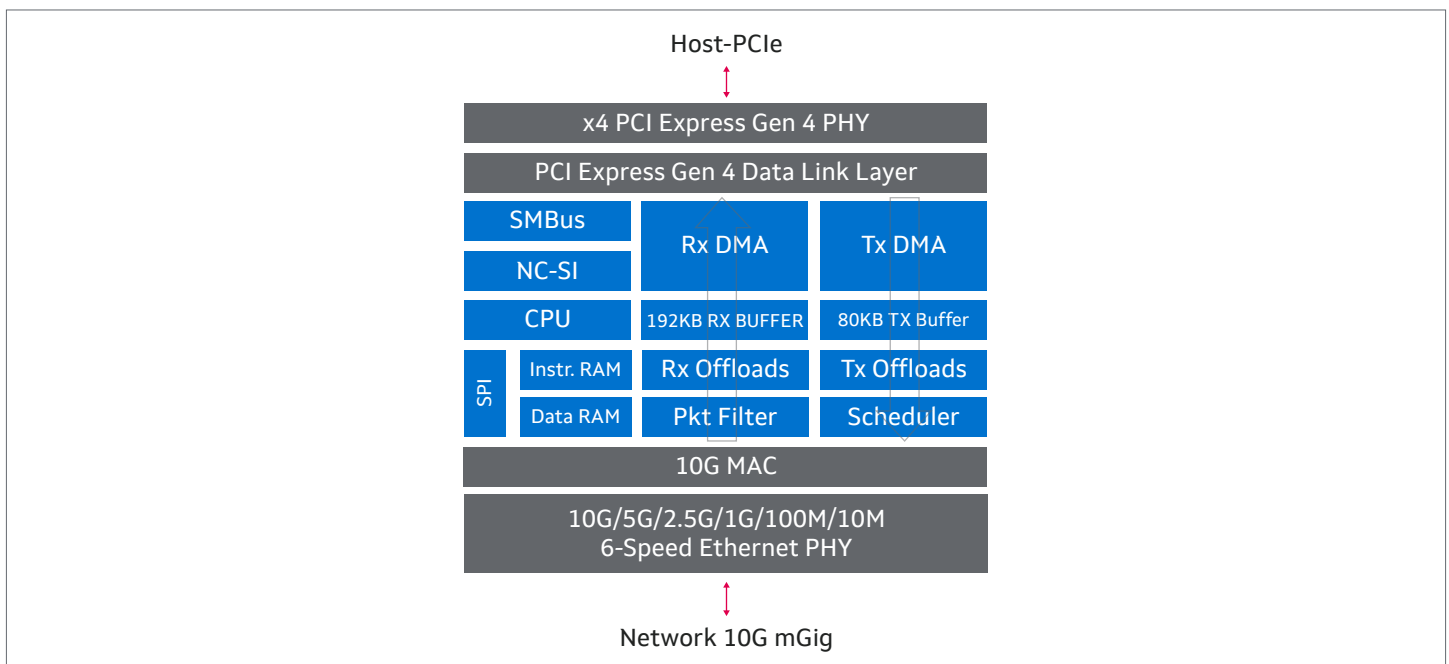 Host-PCIe
x4 PCI Express Gen 4 PHY
PCI Express Gen 4 Data Link Layer
SMBus
NC-SI
Rx DMA
Tx DMA
CPU
192KB RX BUFFER
80KB TX Buffer
SPI
Instr. RAM
Rx Offloads
Tx Offloads
Data RAM
Pkt Filter
Scheduler
10G MAC
10G/5G/2.5G/1G/100M/10M
6-Speed Ethernet PHY
Network 10G mGig